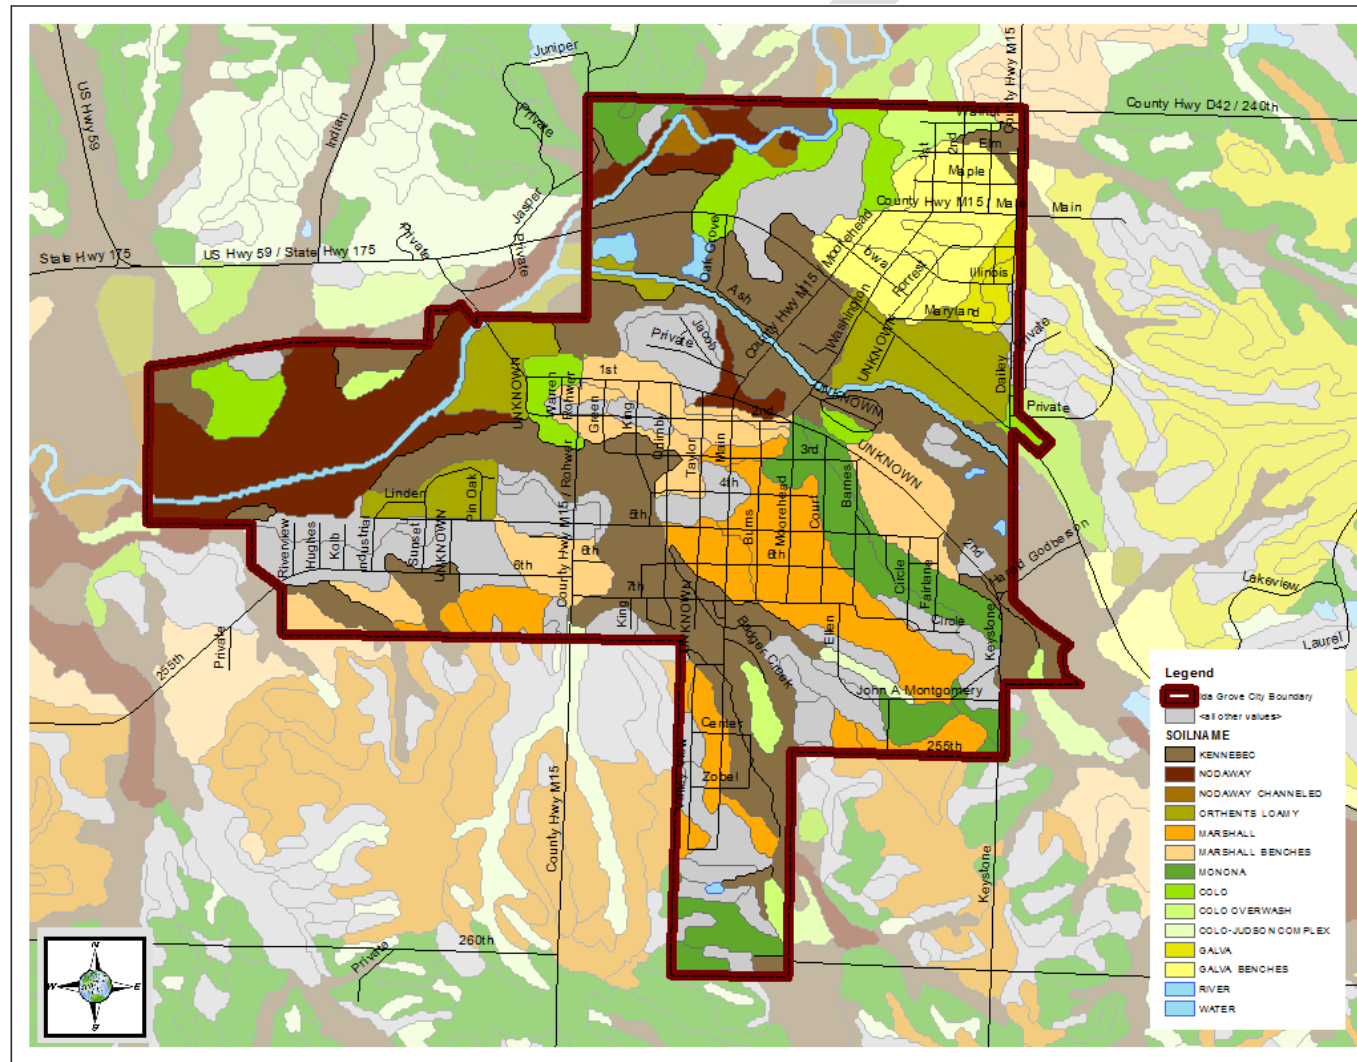 Juniper
County Hwy M15
County Hwy D42 / 240th
US Hwy 59
Indian
Private
Walnut
1st
2nd
Elm
Maple
County Hwy M15
Main
Main
Jasper
Private
Private
State Hwy 175
US Hwy 59 / State Hwy 175
Oak Grove
Moorehead
Iowa
Forrest
Illinois
Ash
County Hwy M15
Washington
Maryland
UNKNOWN
Private
Jacob
Private
Dailey
Private
1st
UNKNOWN
Warren
Rohwer
Green
King
Quimby
Taylor
Main
2nd
UNKNOWN
3rd
UNKNOWN
4th
Linder
Pin Oak
County Hwy M15 / Rohwer
5th
Burns
Moorehead
Court
Barnes
Riverview
Hughes
Kolb
Industrial
Sunset
UNKNOWN
6th
6th
6th
2nd
Harold Godberson
Lakeview
Laurel
7th
King
UNKNOWN
Badger Creek
Ellen
Circle
Fairlane
Circle
Keystone
255th
Private
John A Montgomery
Center
255th
Zobel
Valley View
County Hwy M15
Keystone
260th
Private
N
W
E
S
Legend
Ida Grove City Boundary
<all other values>
SOILNAME
KENNEBEC
NODAWAY
NODAWAY CHANNELED
ORTHENTS LOAMY
MARSHALL
MARSHALL BENCHES
MONONA
COLO
COLO OVERWASH
COLO-JUDSON COMPLEX
GALVA
GALVA BENCHES
RIVER
WATER